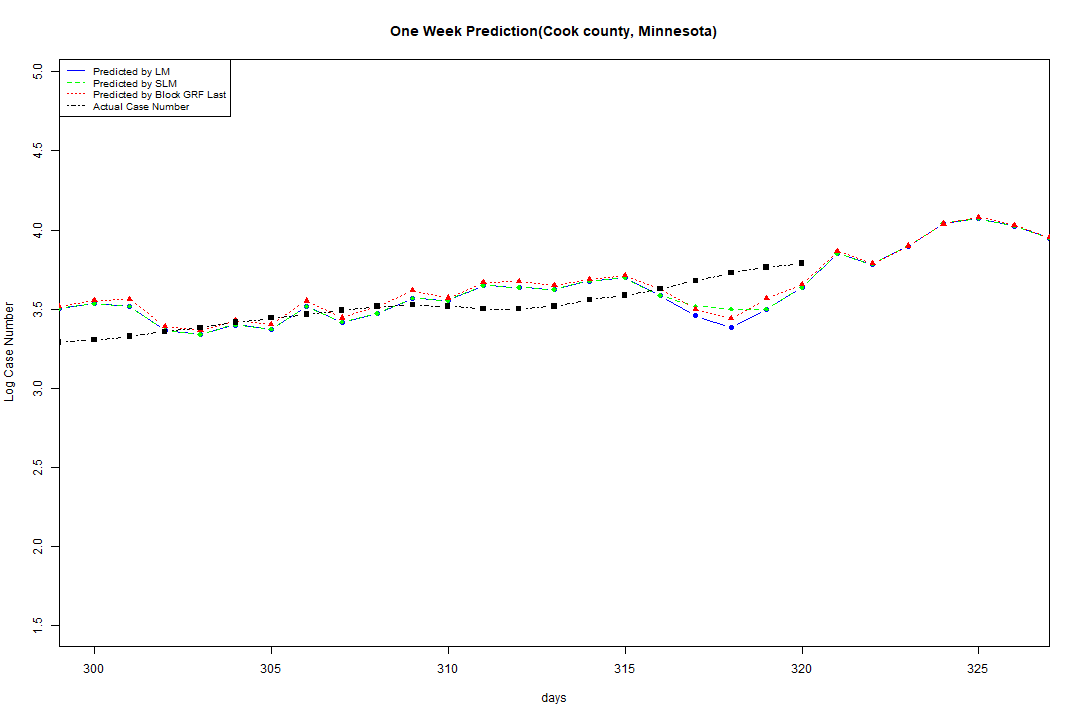 One Week Prediction(Cook county, Minnesota)
Predicted by LM
Predicted by SLM
Predicted by Block GRF Last
Actual Case Number
5.0
4.5
4.0
3.5
3.0
2.5
2.0
1.5
Log Case Number
300 305 310 315 320 325
days